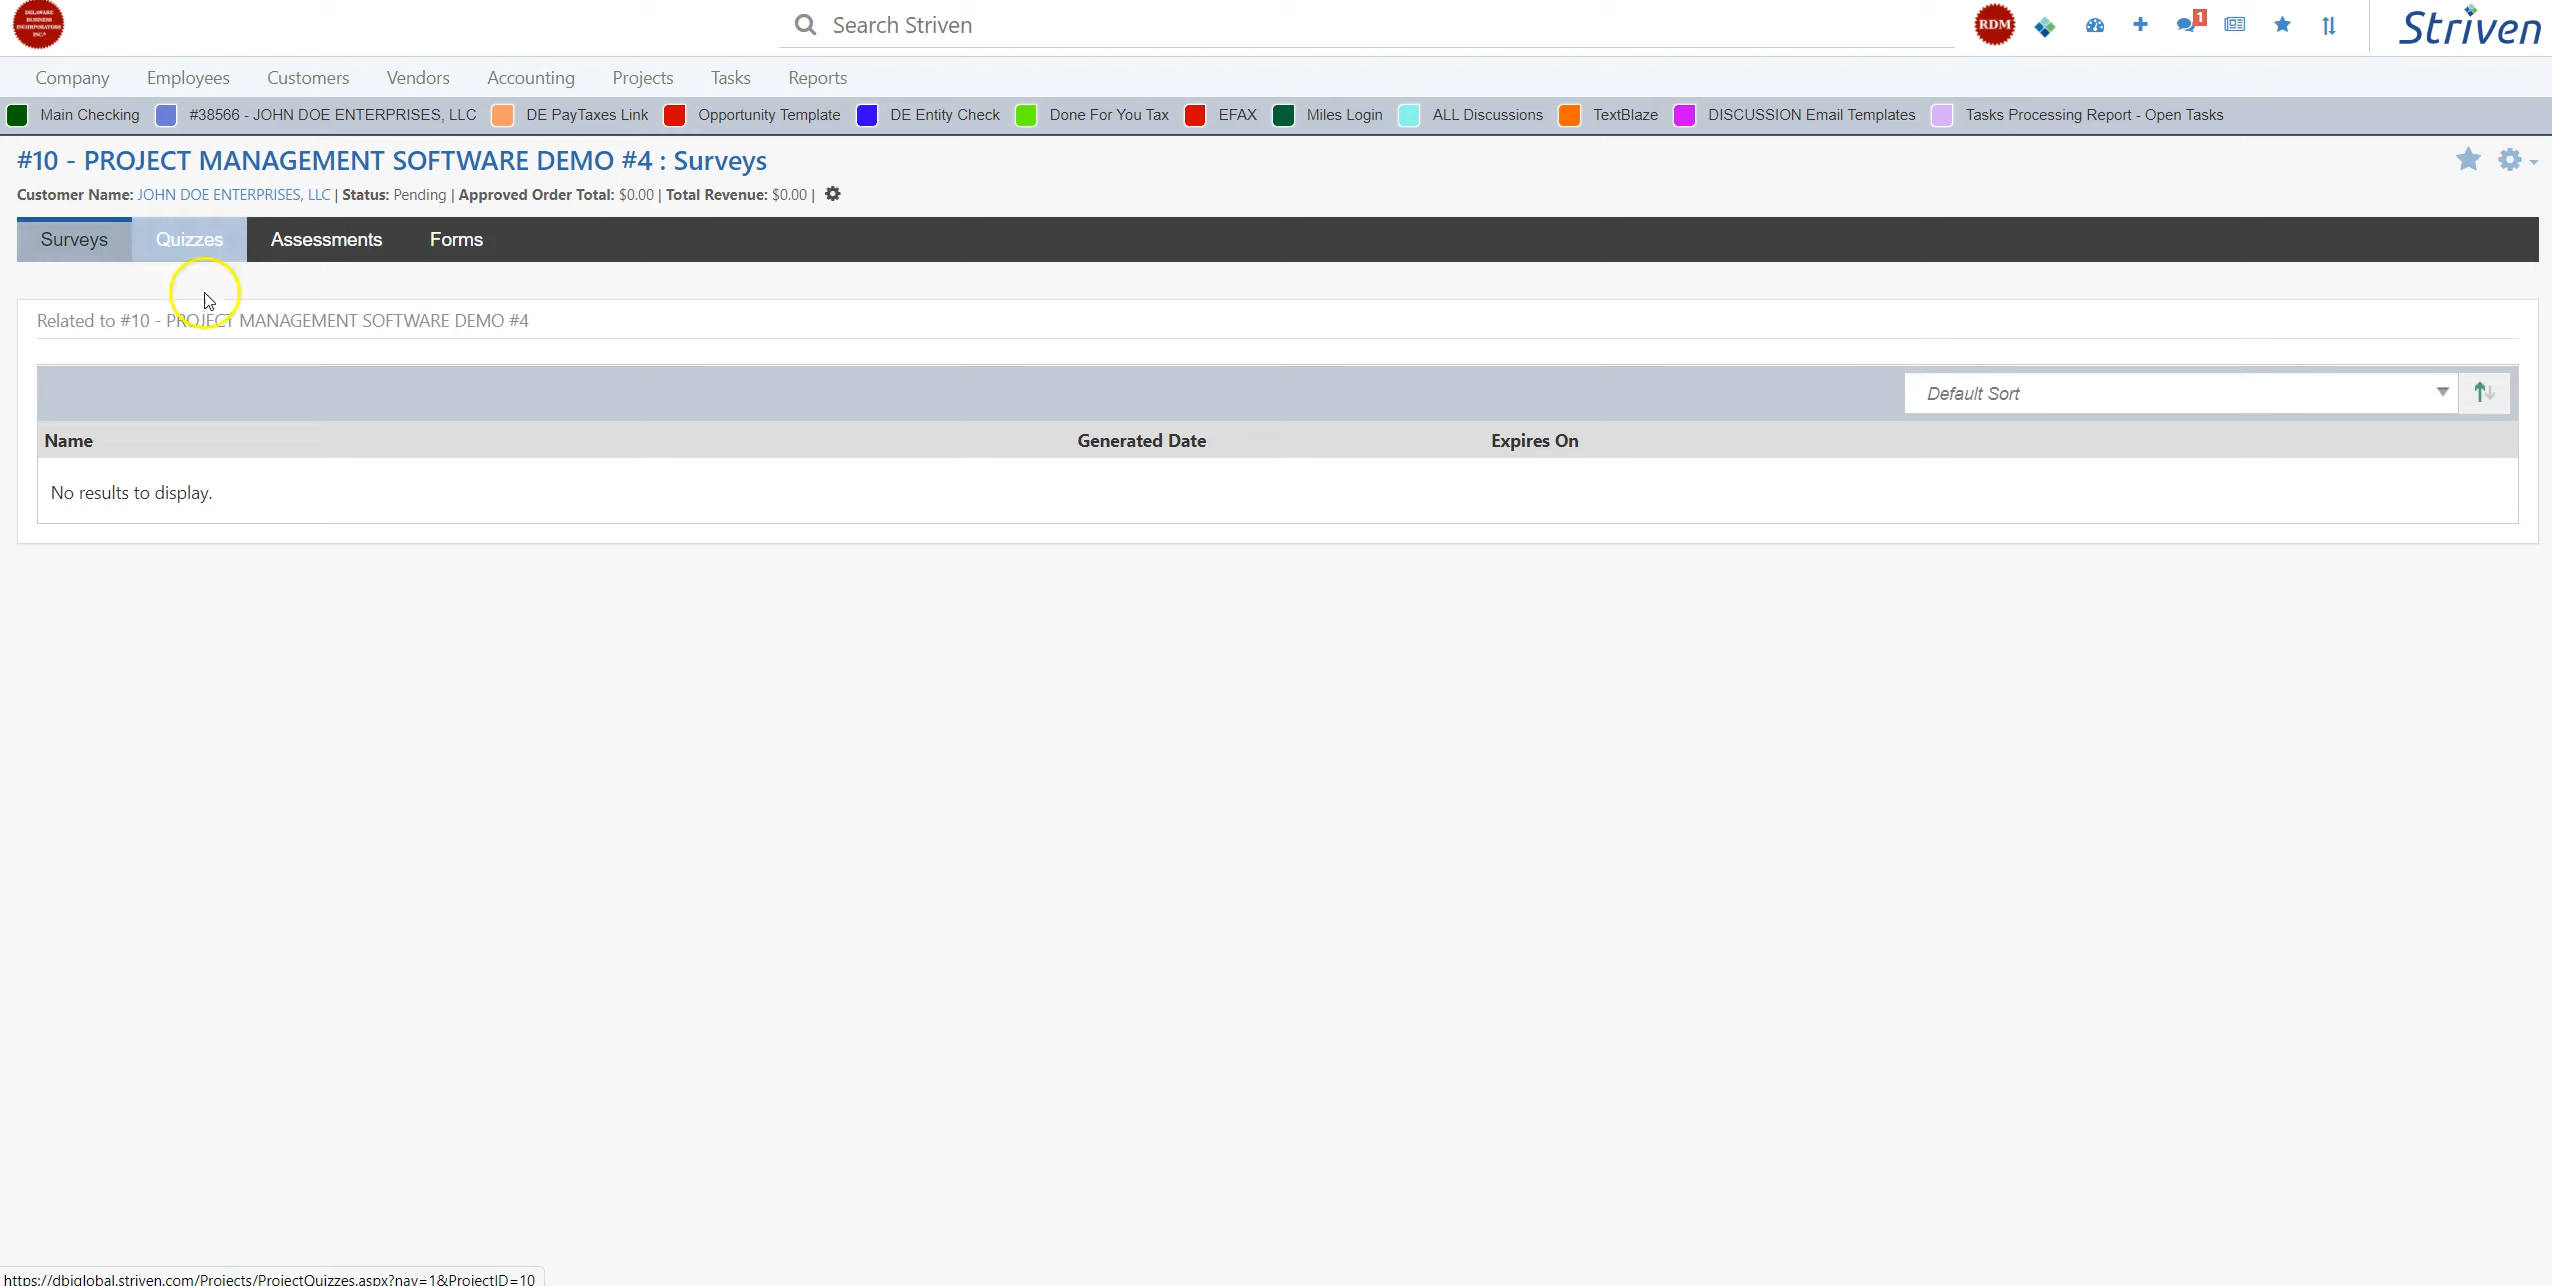 DELAWARE
BUSINESS
INCORPORATORS
INC.®
Search Striven
RDM
1
Striven
Company Employees Customers Vendors Accounting Projects Tasks Reports
Main Checking #38566 - JOHN DOE ENTERPRISES, LLC DE PayTaxes Link Opportunity Template DE Entity Check Done For You Tax EFAX Miles Login ALL Discussions TextBlaze DISCUSSION Email Templates Tasks Processing Report - Open Tasks
#10 - PROJECT MANAGEMENT SOFTWARE DEMO #4 : Surveys
Customer Name: JOHN DOE ENTERPRISES, LLC | Status: Pending | Approved Order Total: $0.00 | Total Revenue: $0.00 |
Surveys Quizzes Assessments Forms
Related to #10 - PROJECT MANAGEMENT SOFTWARE DEMO #4
Default Sort
Name Generated Date Expires On
No results to display.
https://dbiglobal.striven.com/Projects/ProjectQuizzes.aspx?nav=1&ProjectID=10